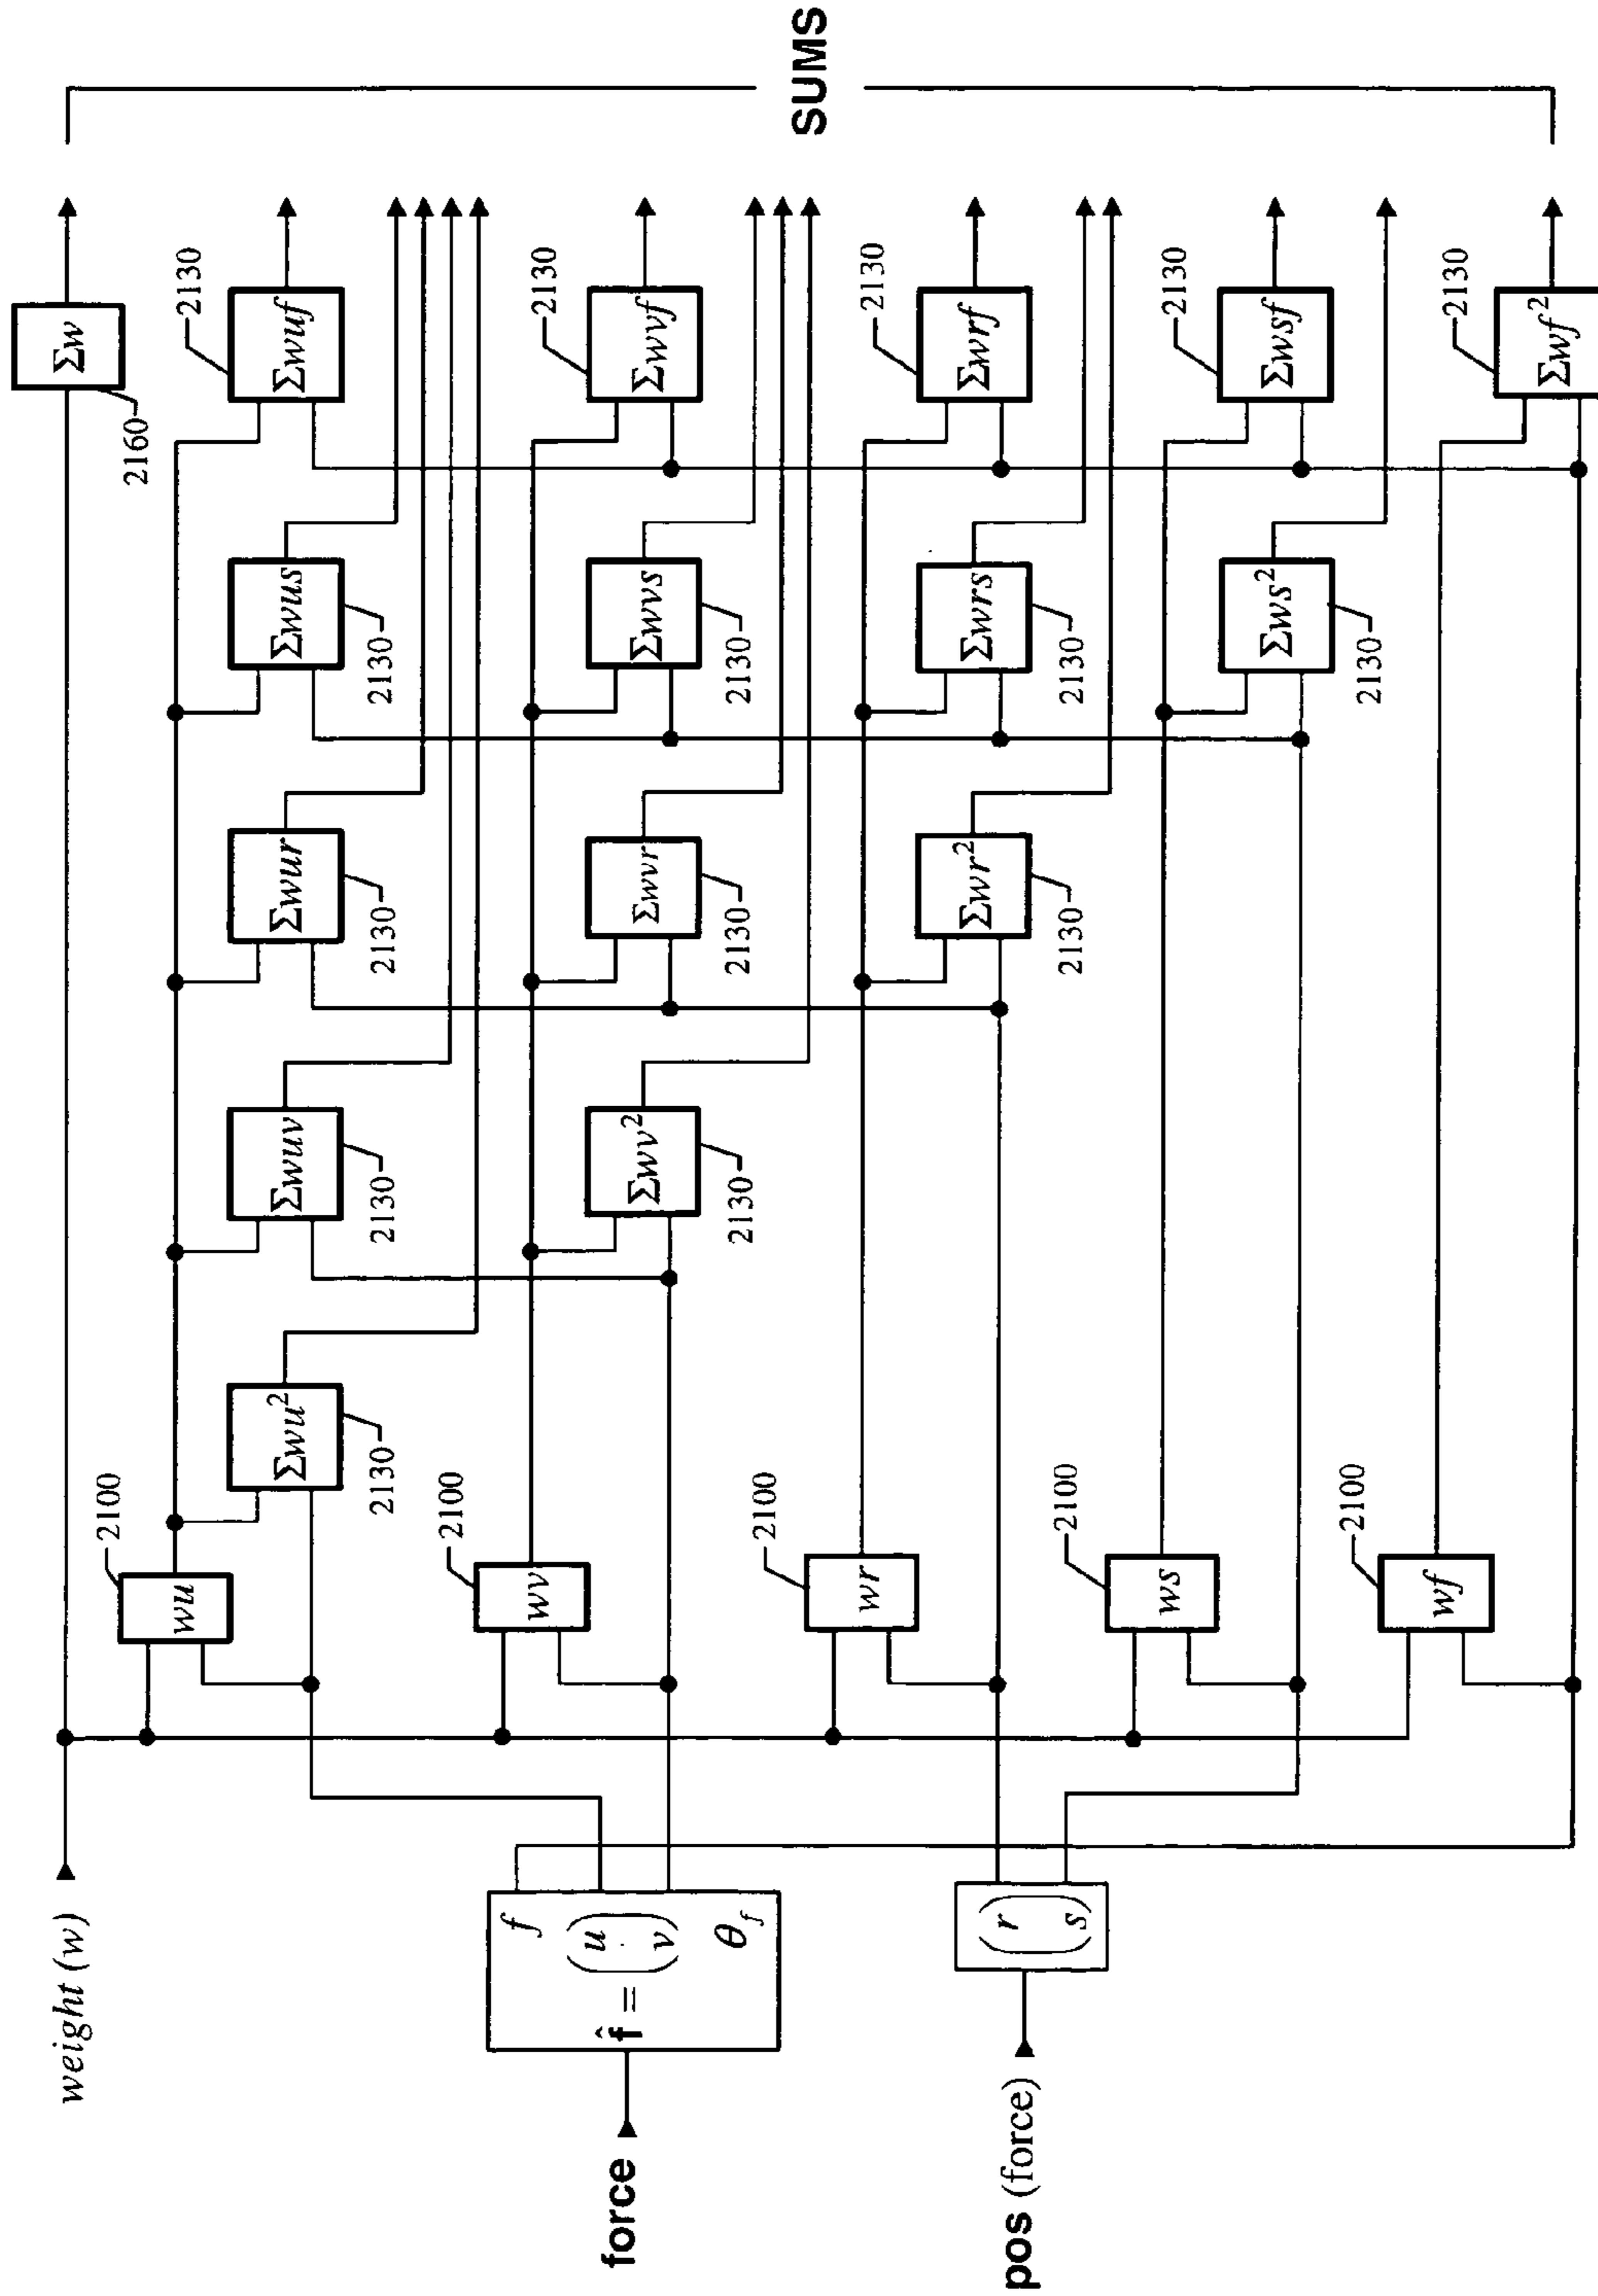 weight (w)
2160
Σw
2100
wu
2130
Σwu²
2130
Σwuv
2130
Σwur
2130
Σwus
2130
Σwuf
force
f̂ =
f
(u
v)
θf
2100
wv
2130
Σwv²
2130
Σwvr
2130
Σwvs
2130
Σwvf
SUMS
pos (force)
(r
s)
2100
wr
2130
Σwr²
2130
Σwrs
2130
Σwrf
2100
ws
2130
Σws²
2130
Σwsf
2100
wf
2130
Σwf²